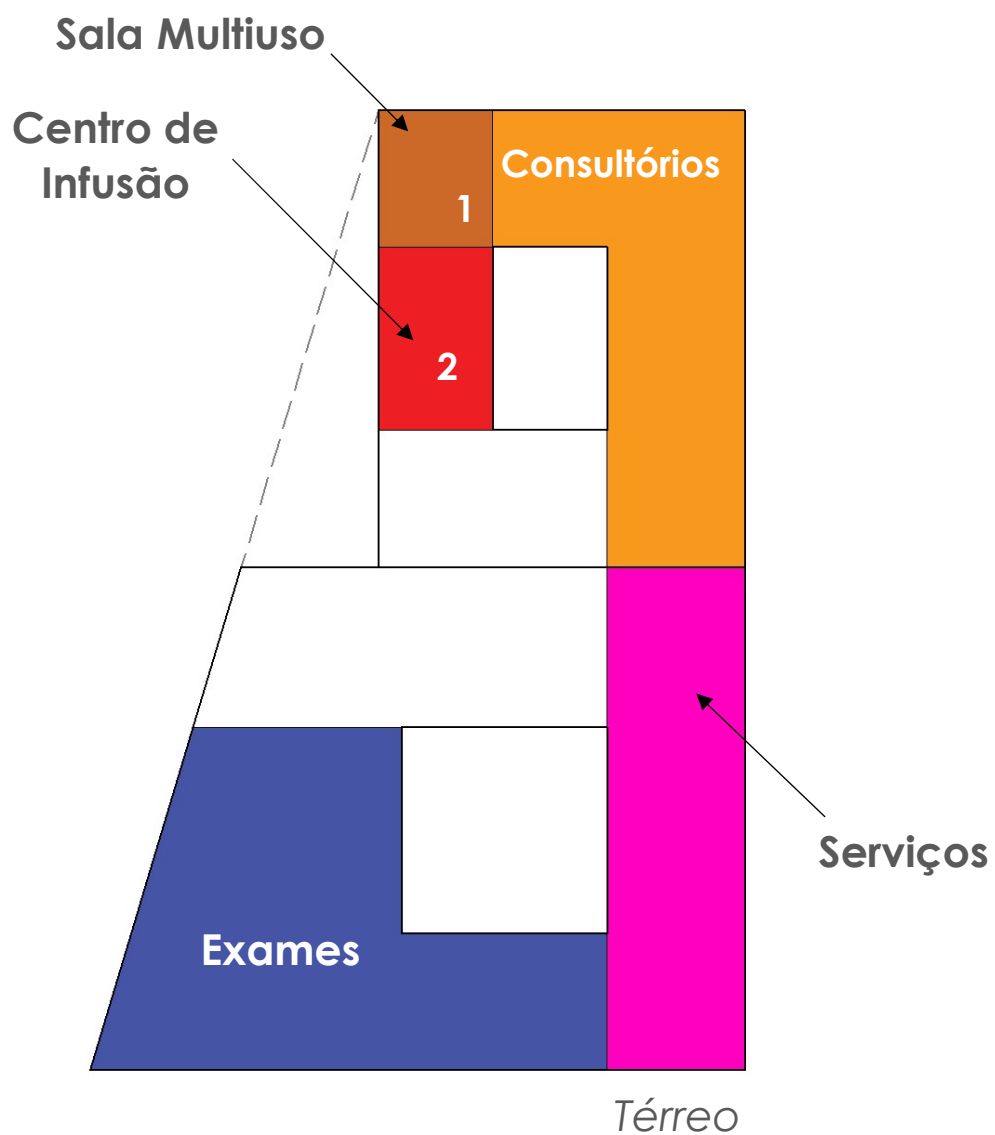 Sala Multiuso
Centro de
Infusão
Consultórios
1
2
Serviços
Exames
Térreo